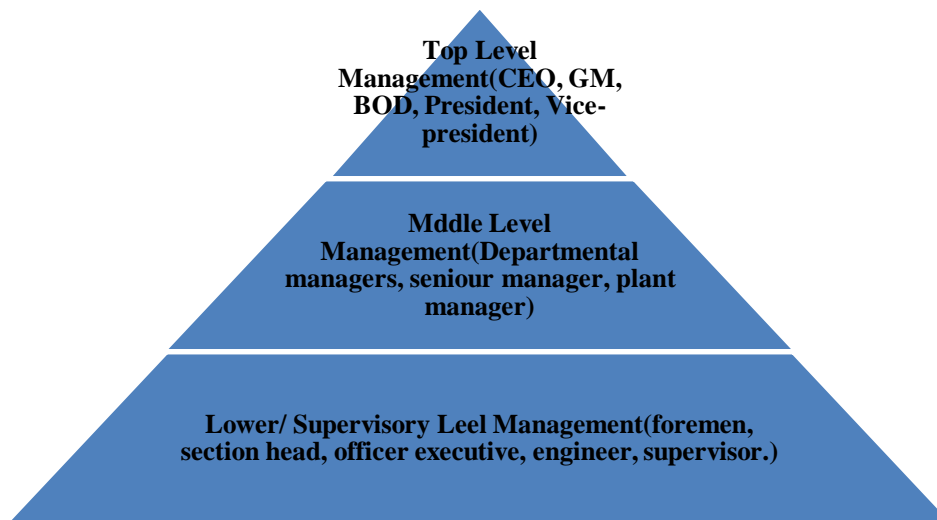 Top Level
Management(CEO, GM,
BOD, President, Vice-
president)
Mddle Level
Management(Departmental
managers, seniour manager, plant
manager)
Lower/ Supervisory Leel Management(foremen,
section head, officer executive, engineer, supervisor.)